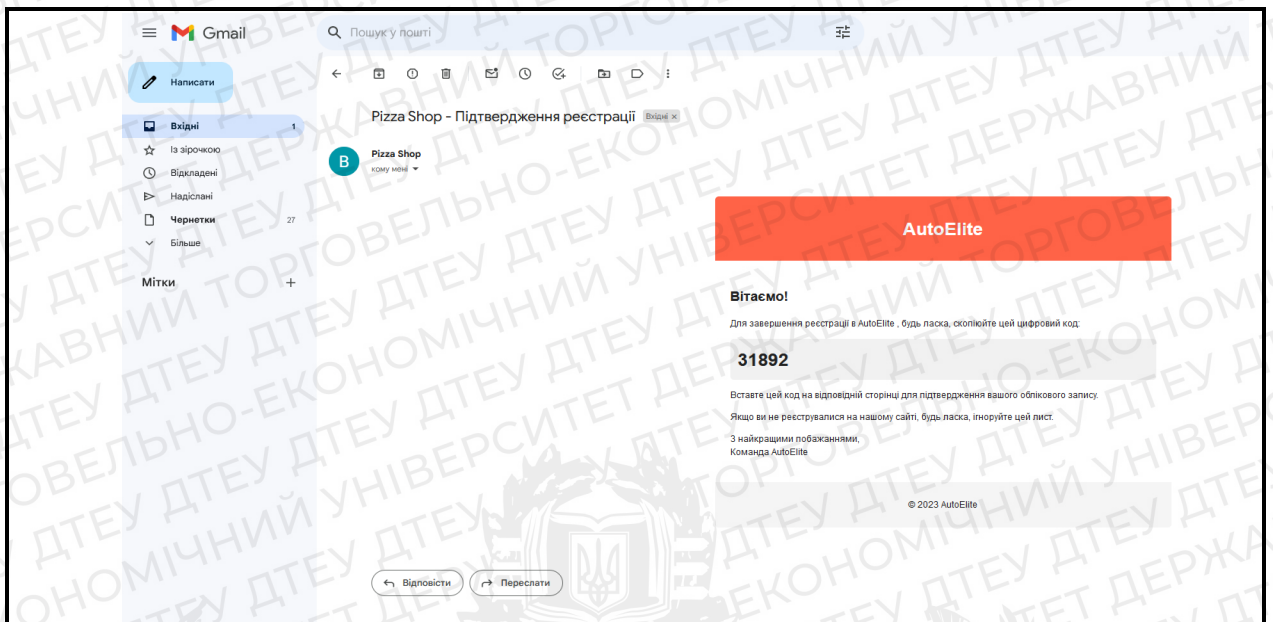 Gmail
Пошук у пошті
Написати
Вхідні 1
Із зірочкою
Відкладені
Надіслані
Чернетки 27
Більше
Мітки +
Pizza Shop - Підтвердження реєстрації Вхідні ×
B
Pizza Shop
кому мені
AutoElite
Вітаємо!
Для завершення реєстрації в AutoElite , будь ласка, скопіюйте цей цифровий код:
31892
Вставте цей код на відповідній сторінці для підтвердження вашого облікового запису.
Якщо ви не реєструвалися на нашому сайті, будь ласка, ігноруйте цей лист.
З найкращими побажаннями,
Команда AutoElite
© 2023 AutoElite
Відповісти
Переслати